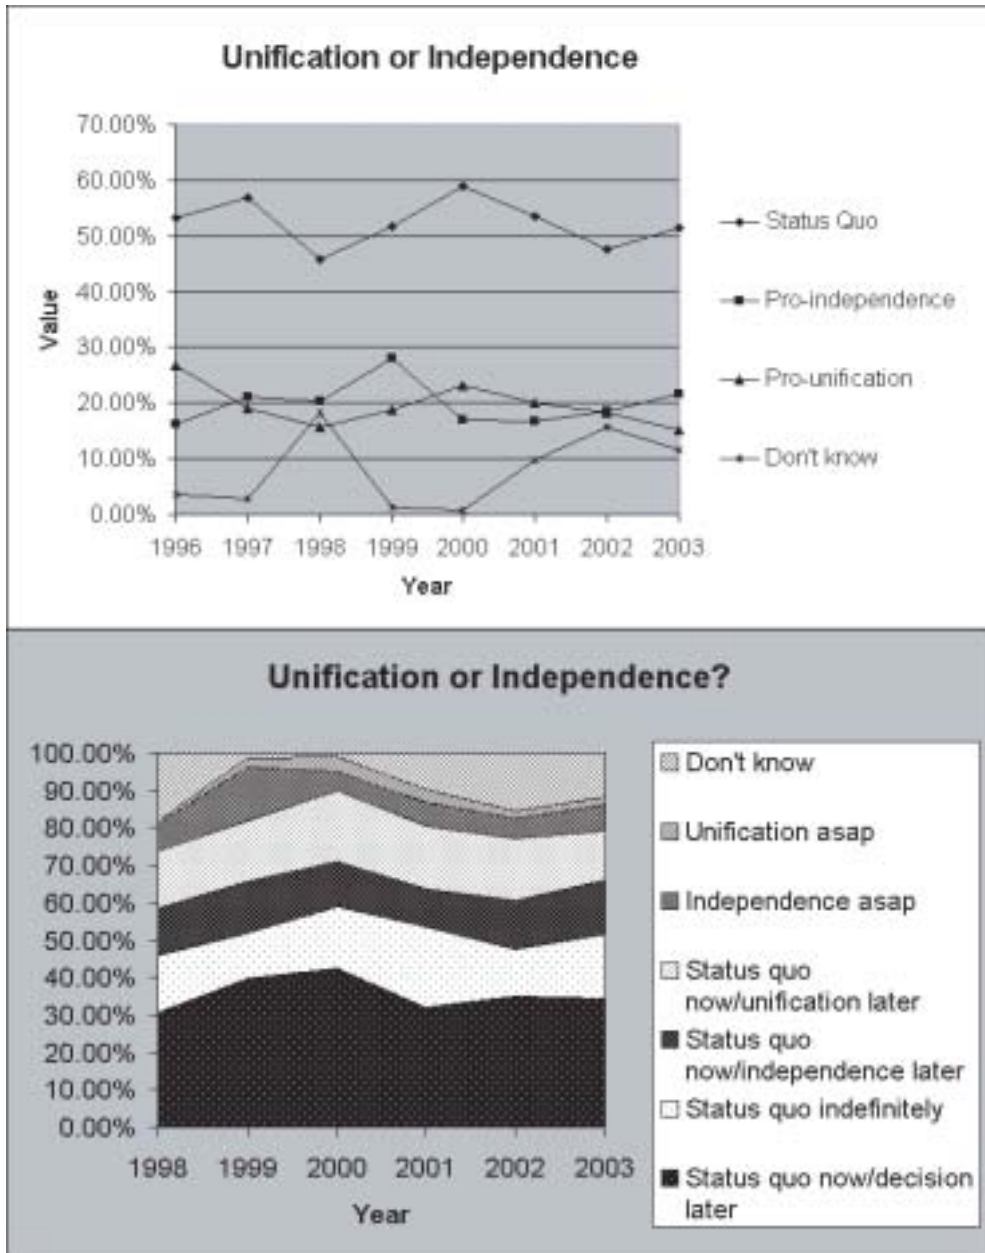 Unification or Independence
70.00%
60.00%
50.00%
40.00%
30.00%
20.00%
10.00%
0.00%
Value
1996 1997 1998 1999 2000 2001 2002 2003
Year
Status Quo
Pro-independence
Pro-unification
Don't know
Unification or Independence?
100.00%
90.00%
80.00%
70.00%
60.00%
50.00%
40.00%
30.00%
20.00%
10.00%
0.00%
1998 1999 2000 2001 2002 2003
Year
Don't know
Unification asap
Independence asap
Status quo
now/unification later
Status quo
now/independence later
Status quo indefinitely
Status quo now/decision
later